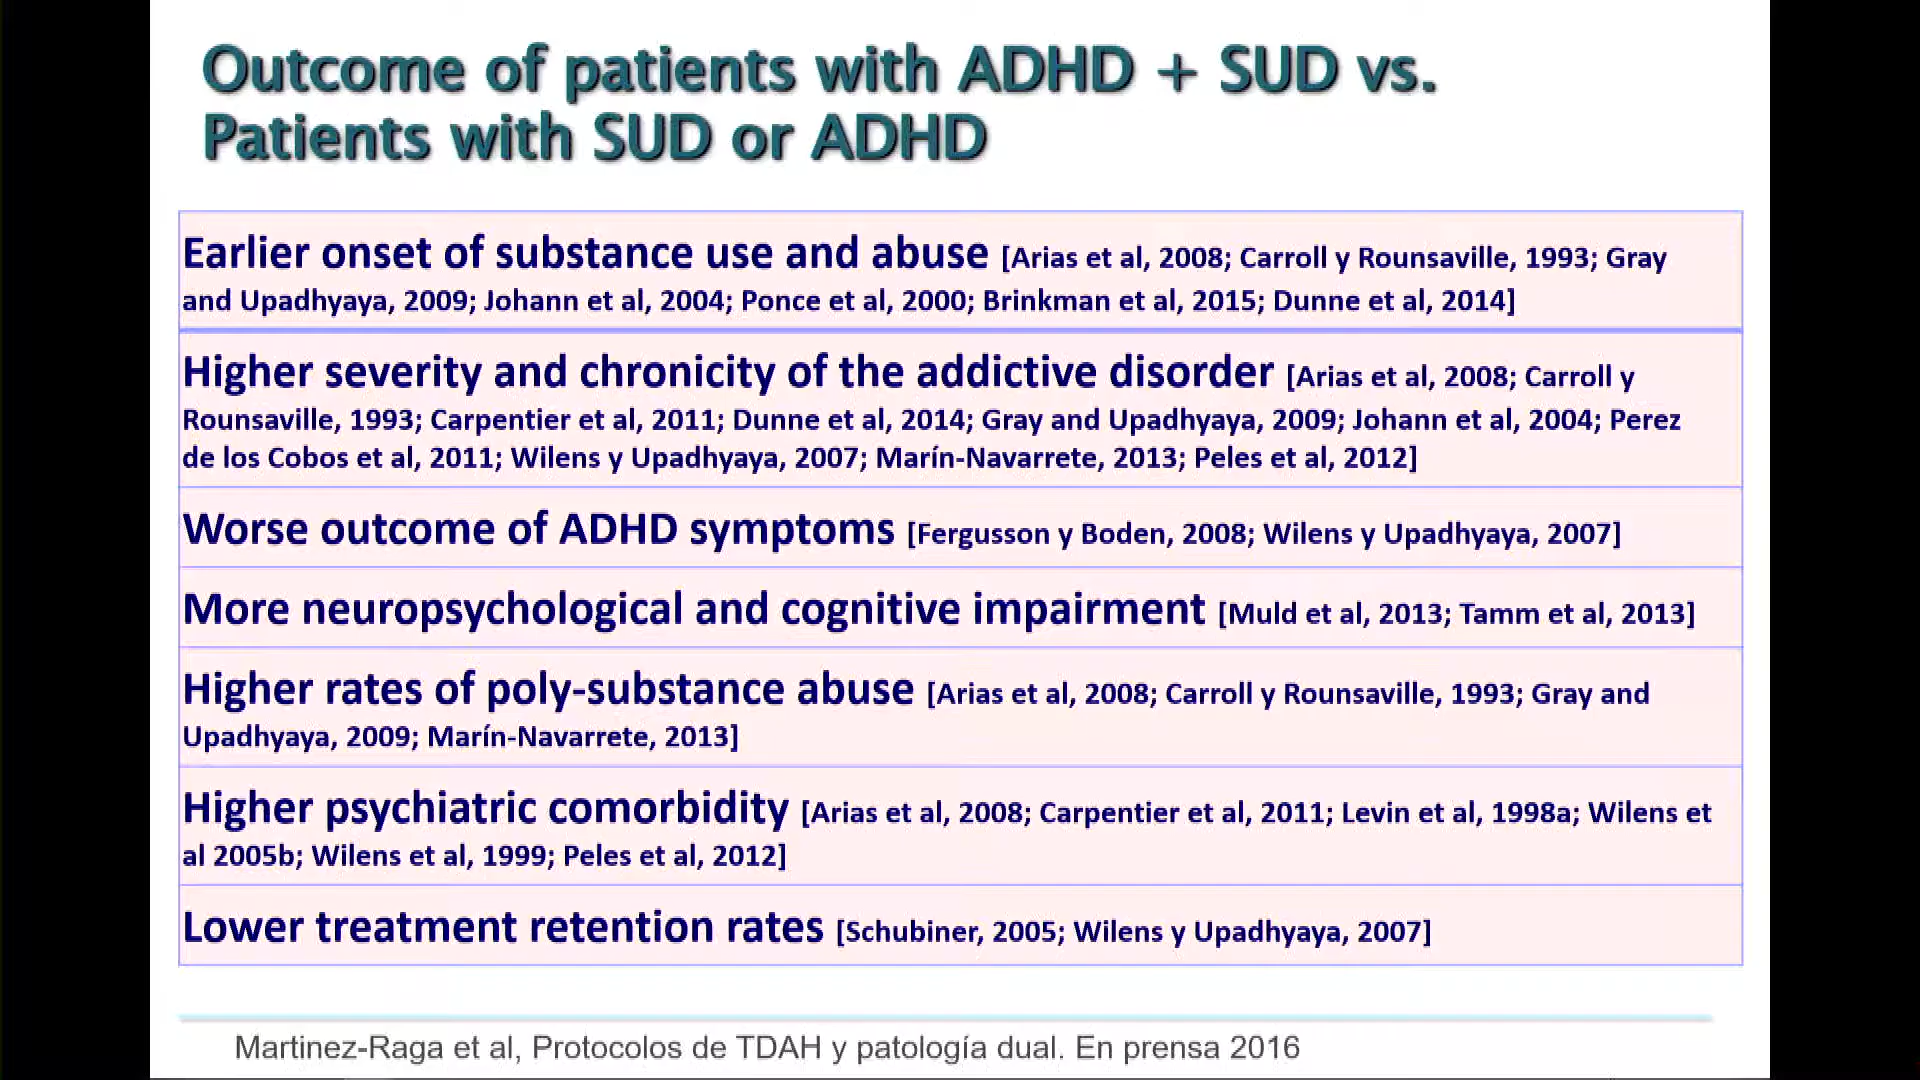 Outcome of patients with ADHD + SUD vs.
Patients with SUD or ADHD
Earlier onset of substance use and abuse [Arias et al, 2008; Carroll y Rounsaville, 1993; Gray
and Upadhyaya, 2009; Johann et al, 2004; Ponce et al, 2000; Brinkman et al, 2015; Dunne et al, 2014]
Higher severity and chronicity of the addictive disorder [Arias et al, 2008; Carroll y
Rounsaville, 1993; Carpentier et al, 2011; Dunne et al, 2014; Gray and Upadhyaya, 2009; Johann et al, 2004; Perez
de los Cobos et al, 2011; Wilens y Upadhyaya, 2007; Marín-Navarrete, 2013; Peles et al, 2012]
Worse outcome of ADHD symptoms [Fergusson y Boden, 2008; Wilens y Upadhyaya, 2007]
More neuropsychological and cognitive impairment [Muld et al, 2013; Tamm et al, 2013]
Higher rates of poly-substance abuse [Arias et al, 2008; Carroll y Rounsaville, 1993; Gray and
Upadhyaya, 2009; Marín-Navarrete, 2013]
Higher psychiatric comorbidity [Arias et al, 2008; Carpentier et al, 2011; Levin et al, 1998a; Wilens et
al 2005b; Wilens et al, 1999; Peles et al, 2012]
Lower treatment retention rates [Schubiner, 2005; Wilens y Upadhyaya, 2007]
Martinez-Raga et al, Protocolos de TDAH y patología dual. En prensa 2016